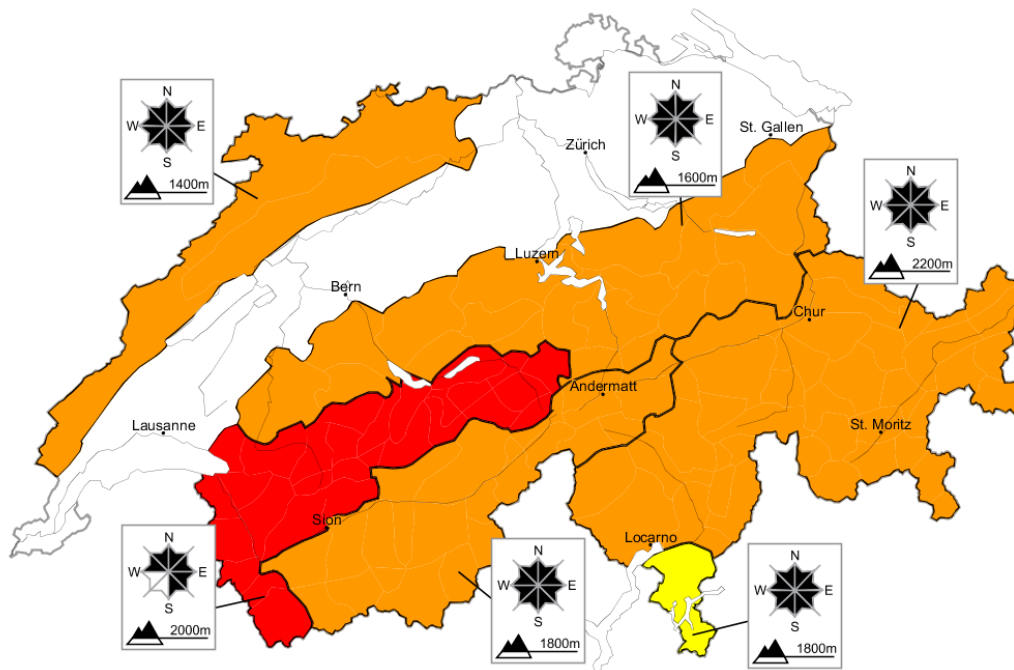 N
W E
S
1400m
N
W E
S
1600m
St. Gallen
Zürich
N
W E
S
2200m
Luzern
Bern
Chur
Andermatt
Lausanne
St. Moritz
Sion
Locarno
N
W E
S
2000m
N
W E
S
1800m
N
W E
S
1800m